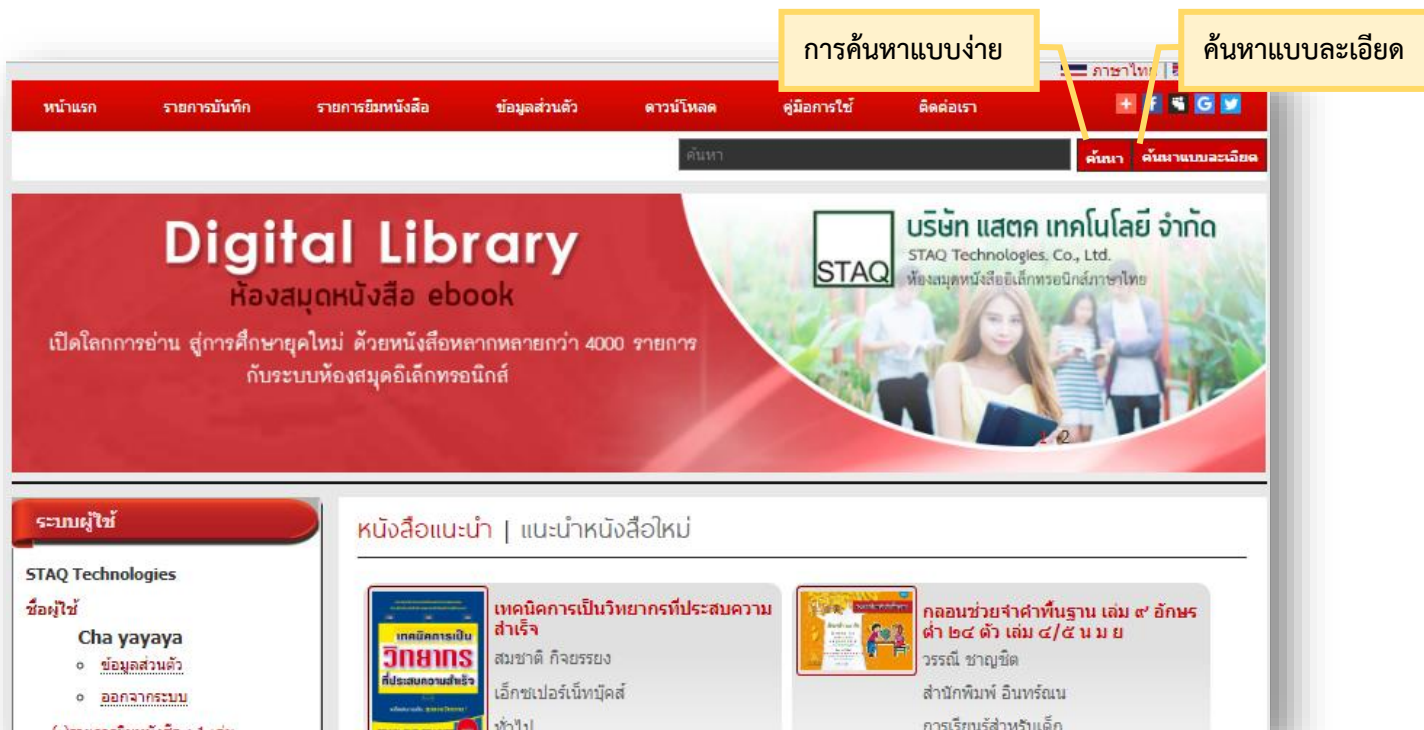 การค้นหาแบบง่าย
ค้นหาแบบละเอียด
ภาษาไทย |
หน้าแรก รายการบันทึก รายการยืมหนังสือ ข้อมูลส่วนตัว ดาวน์โหลด คู่มือการใช้ ติดต่อเรา
ค้นหา ค้นหา ค้นหาแบบละเอียด
Digital Library
ห้องสมุดหนังสือ ebook
เปิดโลกการอ่าน สู่การศึกษายุคใหม่ ด้วยหนังสือหลากหลายกว่า 4000 รายการ
กับระบบห้องสมุดอิเล็กทรอนิกส์
STAQ
บริษัท แสตค เทคโนโลยี จำกัด
STAQ Technologies. Co., Ltd.
ห้องสมุดหนังสืออิเล็กทรอนิกส์ภาษาไทย
1 2
ระบบผู้ใช้
STAQ Technologies
ชื่อผู้ใช้
Cha yayaya
ข้อมูลส่วนตัว
ออกจากระบบ
หนังสือแนะนำ | แนะนำหนังสือใหม่
เทคนิคการเป็น
วิทยากร
ที่ประสบความสำเร็จ
เทคนิคการเป็นวิทยากรที่ประสบความ
สำเร็จ
สมชาติ กิจยรรยง
เอ็กซเปอร์เน็ทบุ๊คส์
ทั่วไป
กลอนช่วยจำคำพื้นฐาน เล่ม ๙ อักษร
ต่ำ ๒๔ ตัว เล่ม ๔/๕ น ม ย
วรรณี ชาญชิต
สำนักพิมพ์ อินทร์ณน
การเรียนรู้สำหรับเด็ก